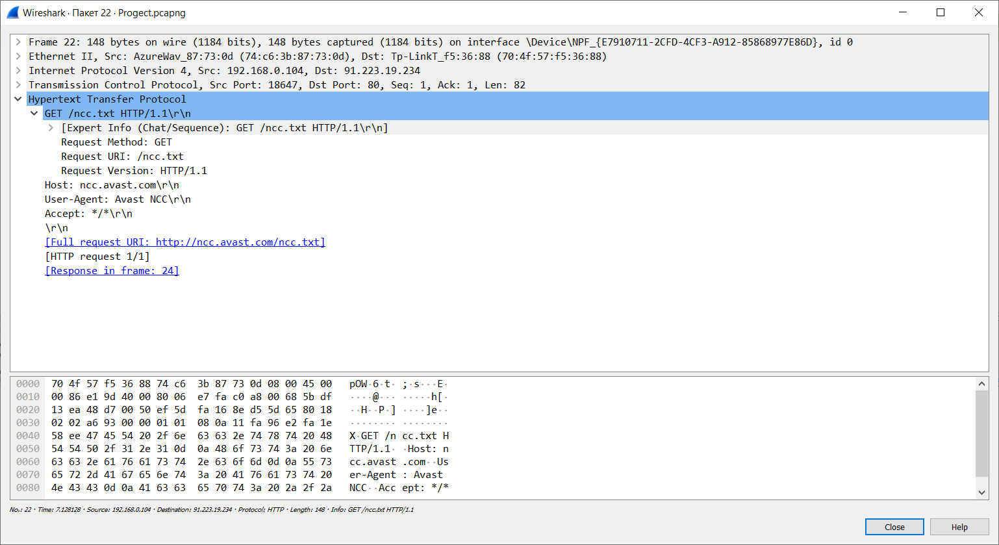 Wireshark · Пакет 22 · Progect.pcapng
Frame 22: 148 bytes on wire (1184 bits), 148 bytes captured (1184 bits) on interface \Device\NPF_{E7910711-2CFD-4CF3-A912-85868977E86D}, id 0
Ethernet II, Src: AzureWav_87:73:0d (74:c6:3b:87:73:0d), Dst: Tp-LinkT_f5:36:88 (70:4f:57:f5:36:88)
Internet Protocol Version 4, Src: 192.168.0.104, Dst: 91.223.19.234
Transmission Control Protocol, Src Port: 18647, Dst Port: 80, Seq: 1, Ack: 1, Len: 82
Hypertext Transfer Protocol
GET /ncc.txt HTTP/1.1\r\n
[Expert Info (Chat/Sequence): GET /ncc.txt HTTP/1.1\r\n]
Request Method: GET
Request URI: /ncc.txt
Request Version: HTTP/1.1
Host: ncc.avast.com\r\n
User-Agent: Avast NCC\r\n
Accept: */*\r\n
\r\n
[Full request URI: http://ncc.avast.com/ncc.txt]
[HTTP request 1/1]
[Response in frame: 24]
0000 70 4f 57 f5 36 88 74 c6 3b 87 73 0d 08 00 45 00 pOW·6·t· ;·s···E·
0010 00 86 e1 9d 40 00 80 06 e7 fa c0 a8 00 68 5b df ····@··· ·····h[·
0020 13 ea 48 d7 00 50 ef 5d fa 16 8e d5 5d 65 80 18 ··H··P·] ····]e··
0030 02 02 a6 93 00 00 01 01 08 0a 11 fa 96 e2 fa 1e ········ ········
0040 58 ee 47 45 54 20 2f 6e 63 63 2e 74 78 74 20 48 X·GET /n cc.txt H
0050 54 54 50 2f 31 2e 31 0d 0a 48 6f 73 74 3a 20 6e TTP/1.1· ·Host: n
0060 63 63 2e 61 76 61 73 74 2e 63 6f 6d 0d 0a 55 73 cc.avast .com··Us
0070 65 72 2d 41 67 65 6e 74 3a 20 41 76 61 73 74 20 er-Agent : Avast
0080 4e 43 43 0d 0a 41 63 63 65 70 74 3a 20 2a 2f 2a NCC··Acc ept: */*
No.: 22 · Time: 7.128128 · Source: 192.168.0.104 · Destination: 91.223.19.234 · Protocol: HTTP · Length: 148 · Info: GET /ncc.txt HTTP/1.1
Close Help